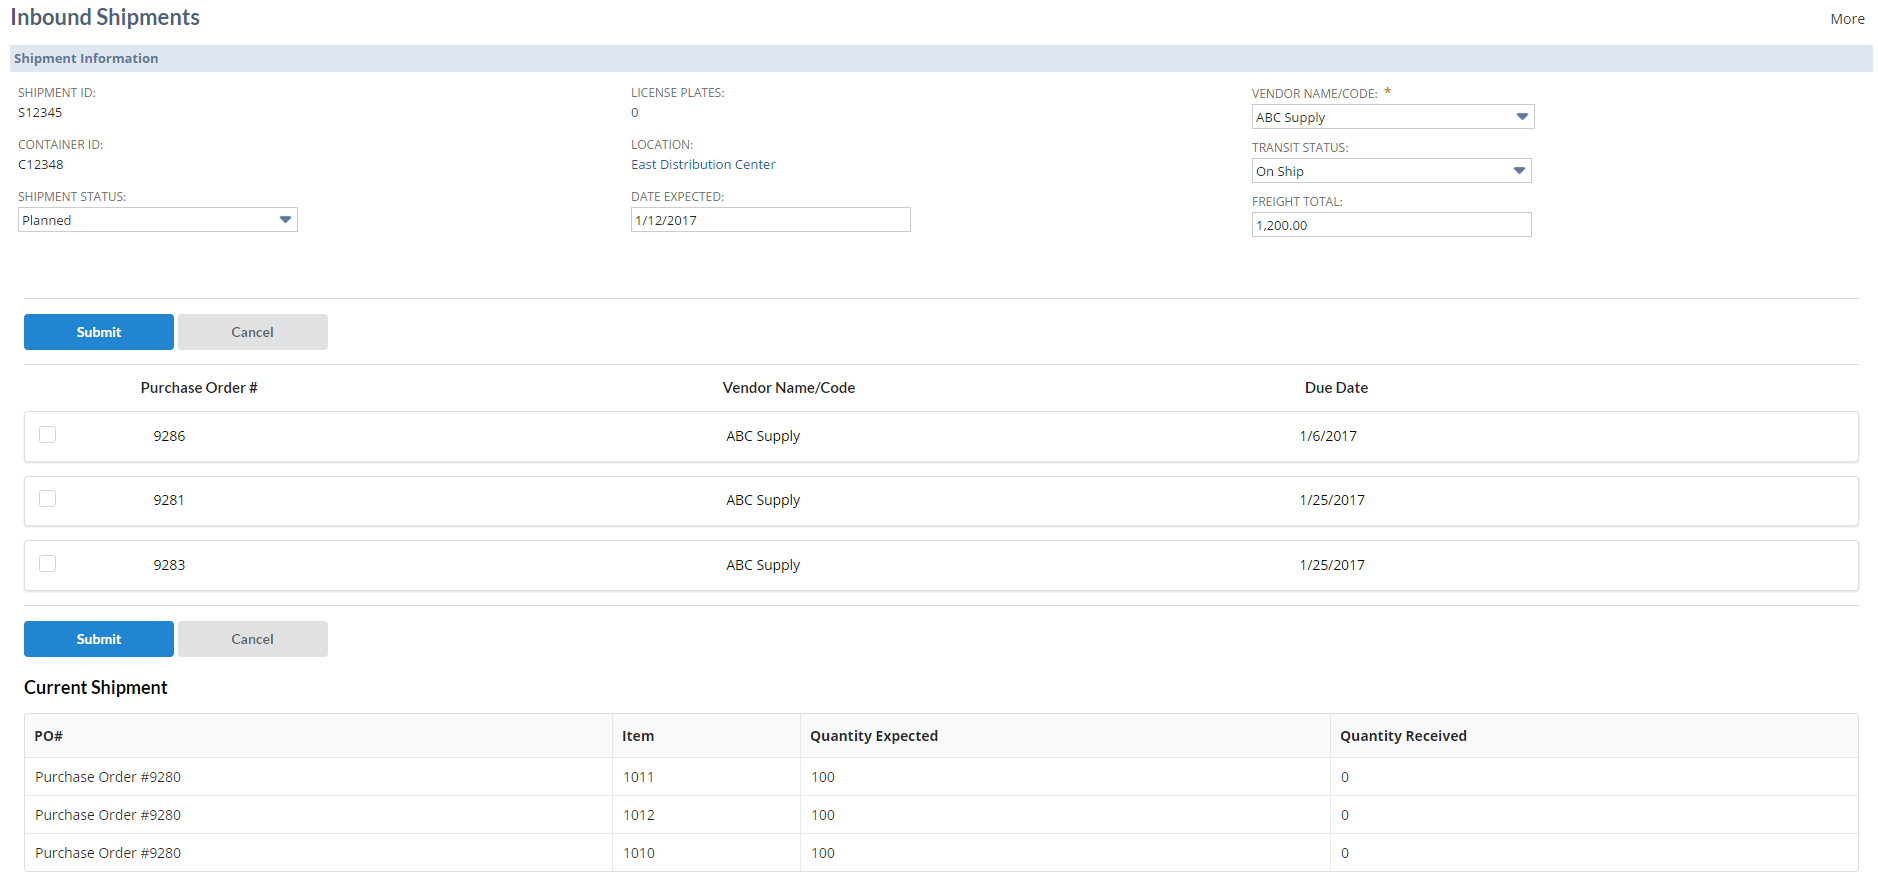 Inbound Shipments
More
Shipment Information
SHIPMENT ID:
S12345
CONTAINER ID:
C12348
SHIPMENT STATUS:
Planned
LICENSE PLATES:
0
LOCATION:
East Distribution Center
DATE EXPECTED:
1/12/2017
VENDOR NAME/CODE: *
ABC Supply
TRANSIT STATUS:
On Ship
FREIGHT TOTAL:
1,200.00
Submit Cancel
Purchase Order # Vendor Name/Code Due Date
9286 ABC Supply 1/6/2017
9281 ABC Supply 1/25/2017
9283 ABC Supply 1/25/2017
Submit Cancel
Current Shipment
PO# Item Quantity Expected Quantity Received
Purchase Order #9280 1011 100 0
Purchase Order #9280 1012 100 0
Purchase Order #9280 1010 100 0